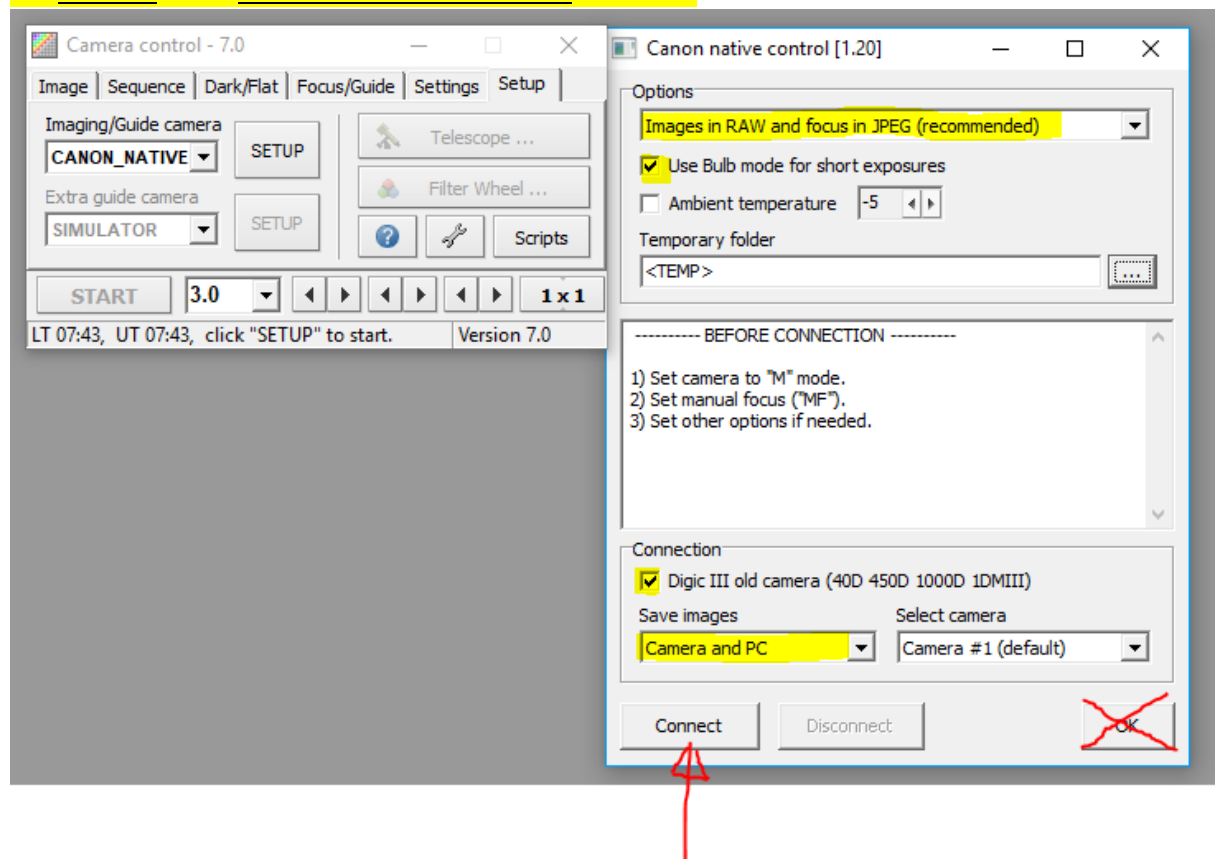 Camera control - 7.0
Image Sequence Dark/Flat Focus/Guide Settings Setup
Imaging/Guide camera
CANON_NATIVE SETUP
Extra guide camera
SIMULATOR SETUP
Telescope ...
Filter Wheel ...
Scripts
START 3.0 1 x 1
LT 07:43, UT 07:43, click "SETUP" to start. Version 7.0
Canon native control [1.20]
Options
Images in RAW and focus in JPEG (recommended)
Use Bulb mode for short exposures
Ambient temperature -5
Temporary folder
<TEMP> ...
---------- BEFORE CONNECTION ----------
1) Set camera to "M" mode.
2) Set manual focus ("MF").
3) Set other options if needed.
Connection
Digic III old camera (40D 450D 1000D 1DMIII)
Save images Select camera
Camera and PC Camera #1 (default)
Connect Disconnect OK